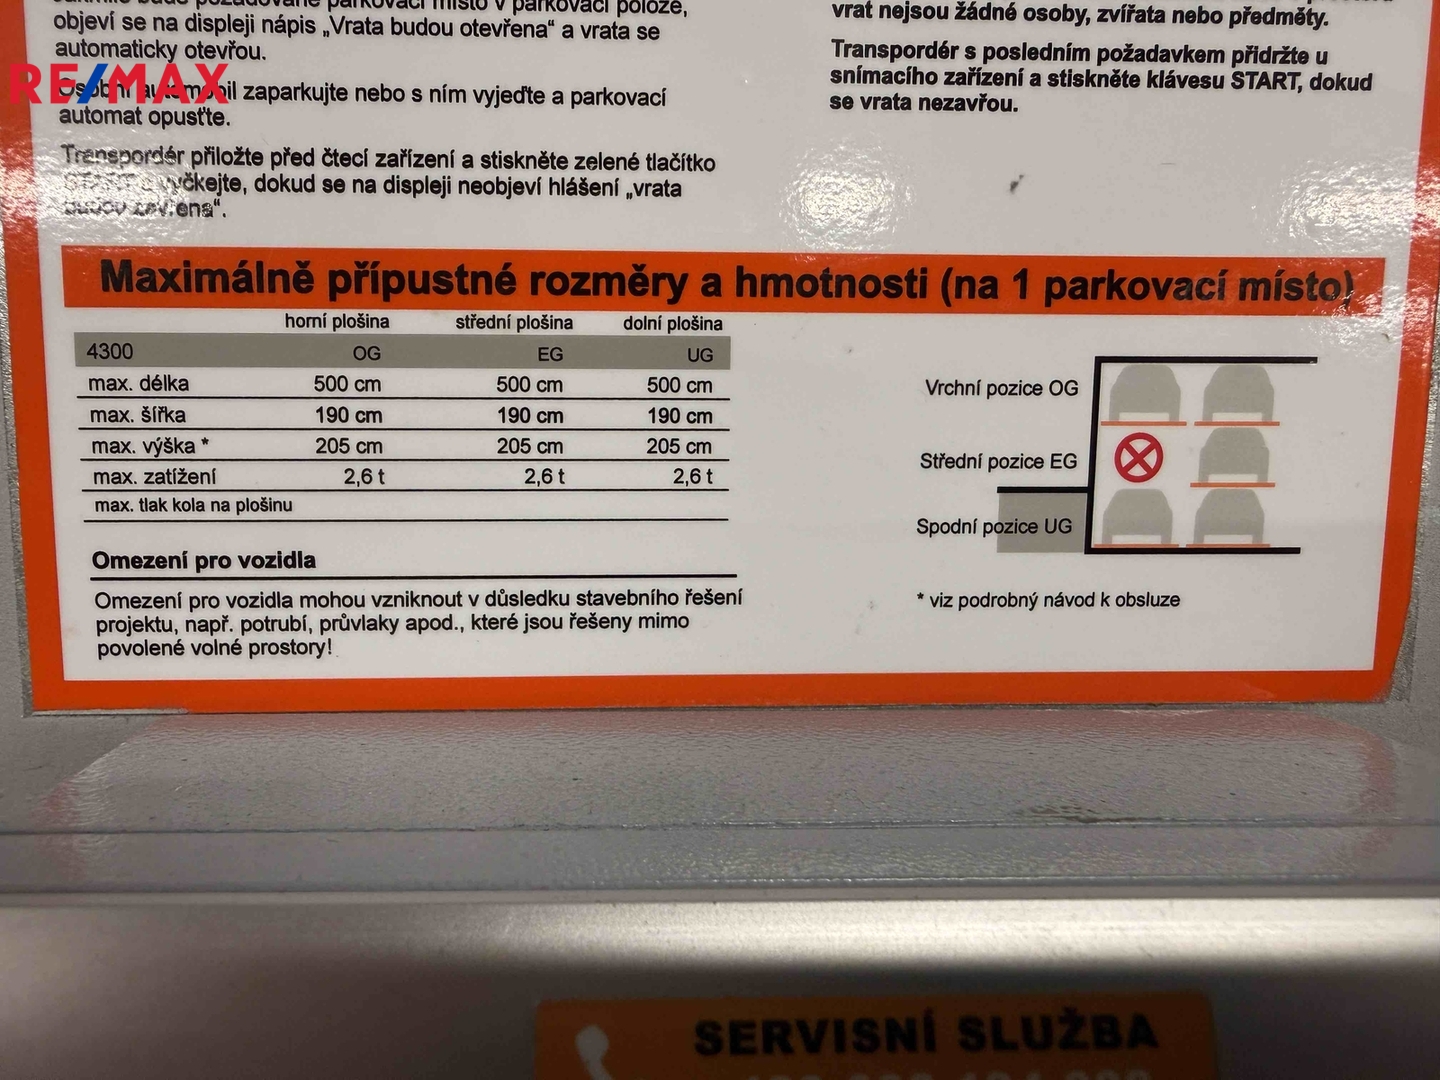 parkovací místo v parkovací poloze,
objeví se na displeji nápis „Vrata budou otevřena“ a vrata se
automaticky otevřou.
RE/MAX
zaparkujte nebo s ním vyjeďte a parkovací
automat opusťte.
Transpordér přiložte před čtecí zařízení a stiskněte zelené tlačítko
START a vyčkejte, dokud se na displeji neobjeví hlášení „vrata
budou zavřena“.
vrat nejsou žádné osoby, zvířata nebo předměty.
Transpordér s posledním požadavkem přidržte u
snímacího zařízení a stiskněte klávesu START, dokud
se vrata nezavřou.
Maximálně přípustné rozměry a hmotnosti (na 1 parkovací místo)
horní plošina střední plošina dolní plošina
4300 OG EG UG
max. délka 500 cm 500 cm 500 cm
max. šířka 190 cm 190 cm 190 cm
max. výška * 205 cm 205 cm 205 cm
max. zatížení 2,6 t 2,6 t 2,6 t
max. tlak kola na plošinu
Omezení pro vozidla
Omezení pro vozidla mohou vzniknout v důsledku stavebního řešení
projektu, např. potrubí, průvlaky apod., které jsou řešeny mimo
povolené volné prostory!
Vrchní pozice OG
Střední pozice EG
Spodní pozice UG
* viz podrobný návod k obsluze
SERVISNÍ SLUŽBA